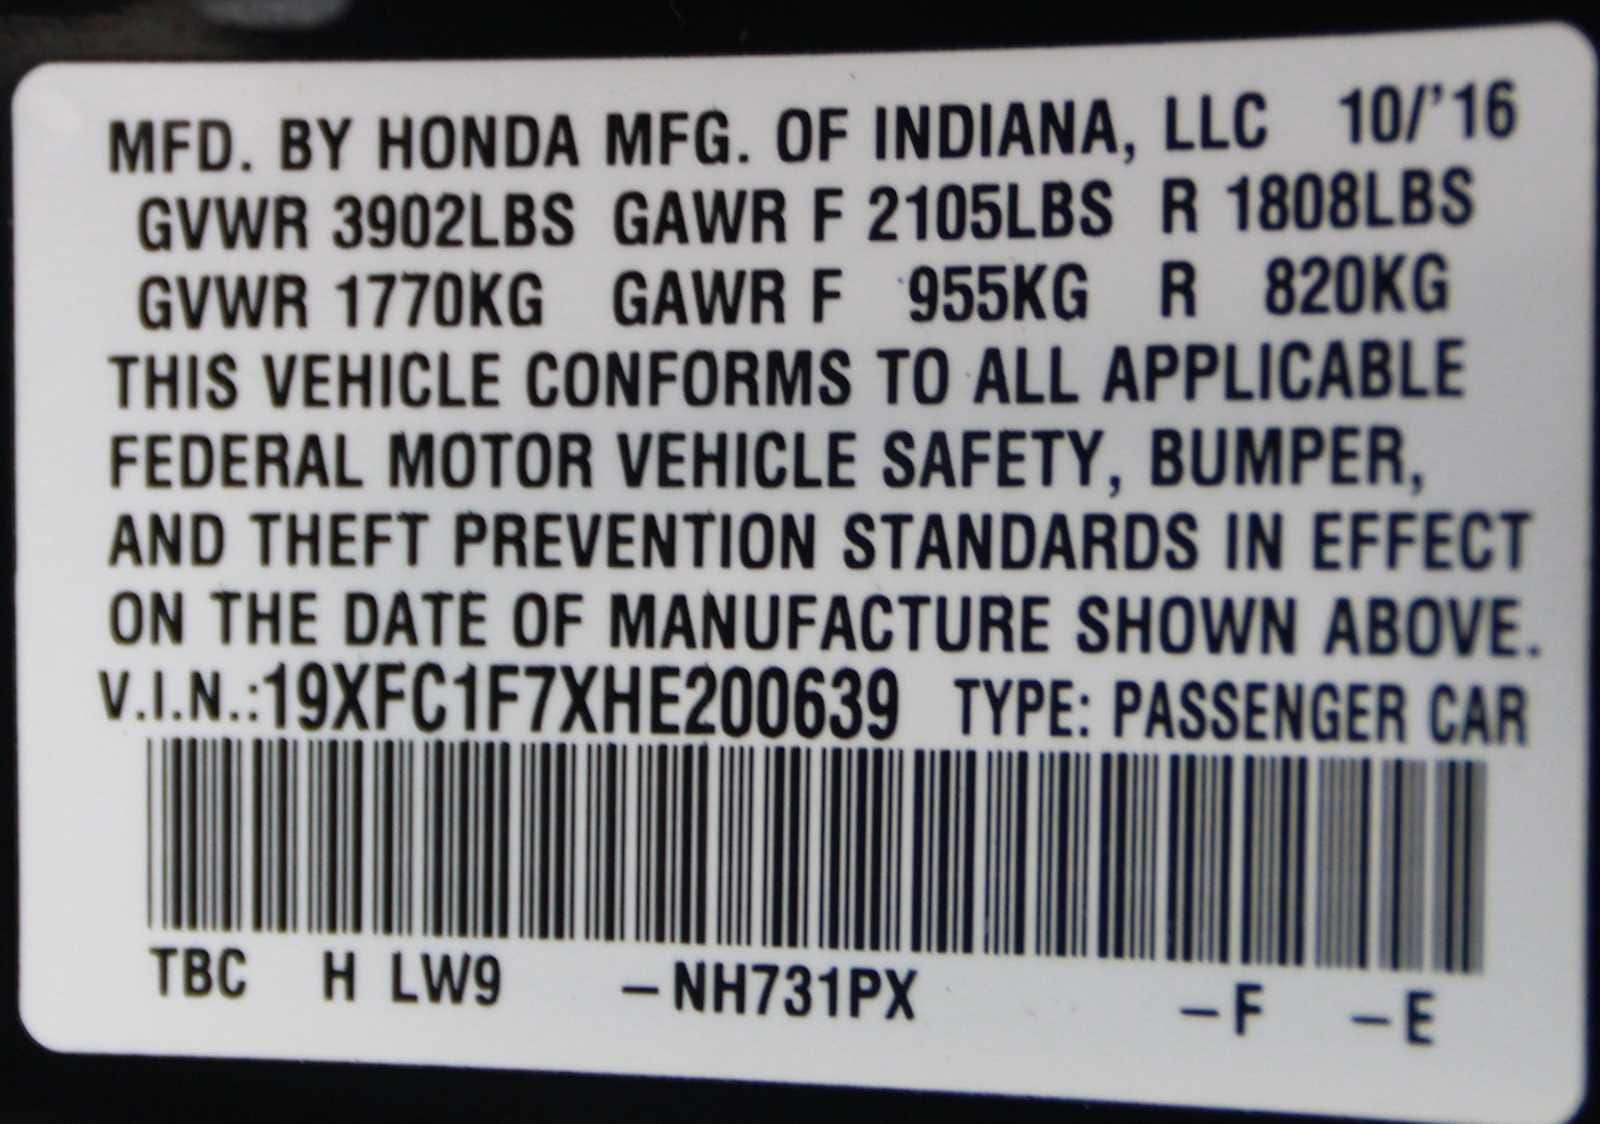 MFD. BY HONDA MFG. OF INDIANA, LLC 10/'16
GVWR 3902LBS GAWR F 2105LBS R 1808LBS
GVWR 1770KG GAWR F 955KG R 820KG
THIS VEHICLE CONFORMS TO ALL APPLICABLE
FEDERAL MOTOR VEHICLE SAFETY, BUMPER,
AND THEFT PREVENTION STANDARDS IN EFFECT
ON THE DATE OF MANUFACTURE SHOWN ABOVE.
V.I.N.:19XFC1F7XHE200639 TYPE: PASSENGER CAR
TBC H LW9 –NH731PX –F –E